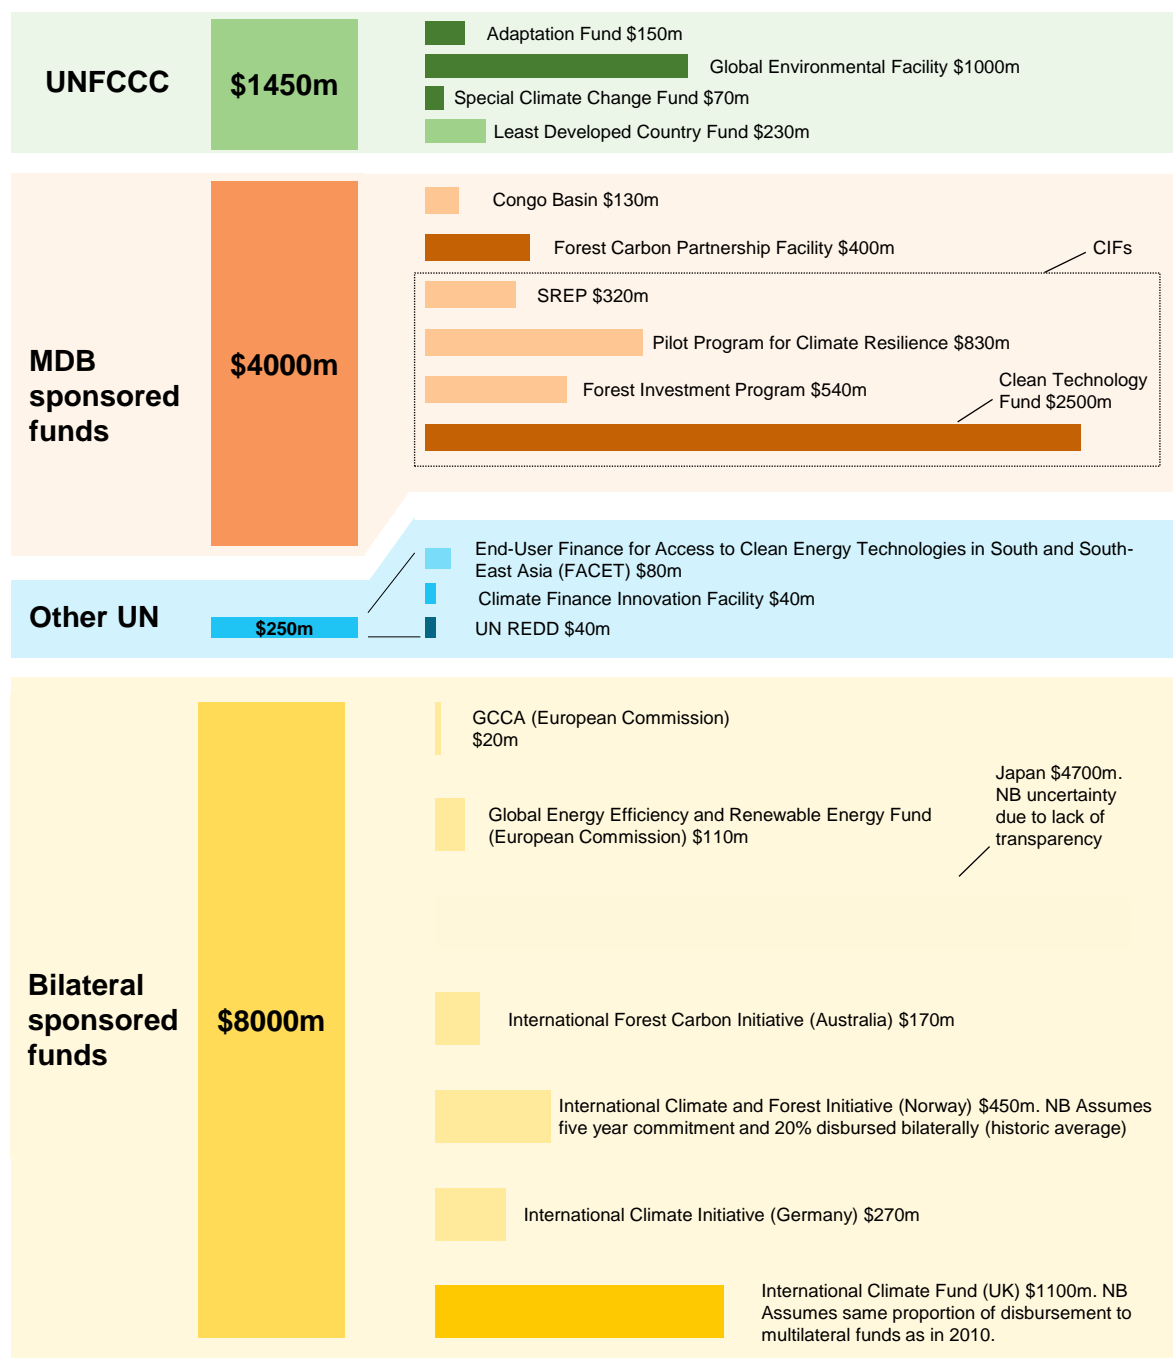 UNFCCC
$1450m
Adaptation Fund $150m
Global Environmental Facility $1000m
Special Climate Change Fund $70m
Least Developed Country Fund $230m
MDB
sponsored
funds
$4000m
Congo Basin $130m
Forest Carbon Partnership Facility $400m
CIFs
SREP $320m
Pilot Program for Climate Resilience $830m
Forest Investment Program $540m
Clean Technology
Fund $2500m
Other UN
$250m
End-User Finance for Access to Clean Energy Technologies in South and South-
East Asia (FACET) $80m
Climate Finance Innovation Facility $40m
UN REDD $40m
Bilateral
sponsored
funds
$8000m
GCCA (European Commission)
$20m
Global Energy Efficiency and Renewable Energy Fund
(European Commission) $110m
Japan $4700m.
NB uncertainty
due to lack of
transparency
International Forest Carbon Initiative (Australia) $170m
International Climate and Forest Initiative (Norway) $450m. NB Assumes
five year commitment and 20% disbursed bilaterally (historic average)
International Climate Initiative (Germany) $270m
International Climate Fund (UK) $1100m. NB
Assumes same proportion of disbursement to
multilateral funds as in 2010.